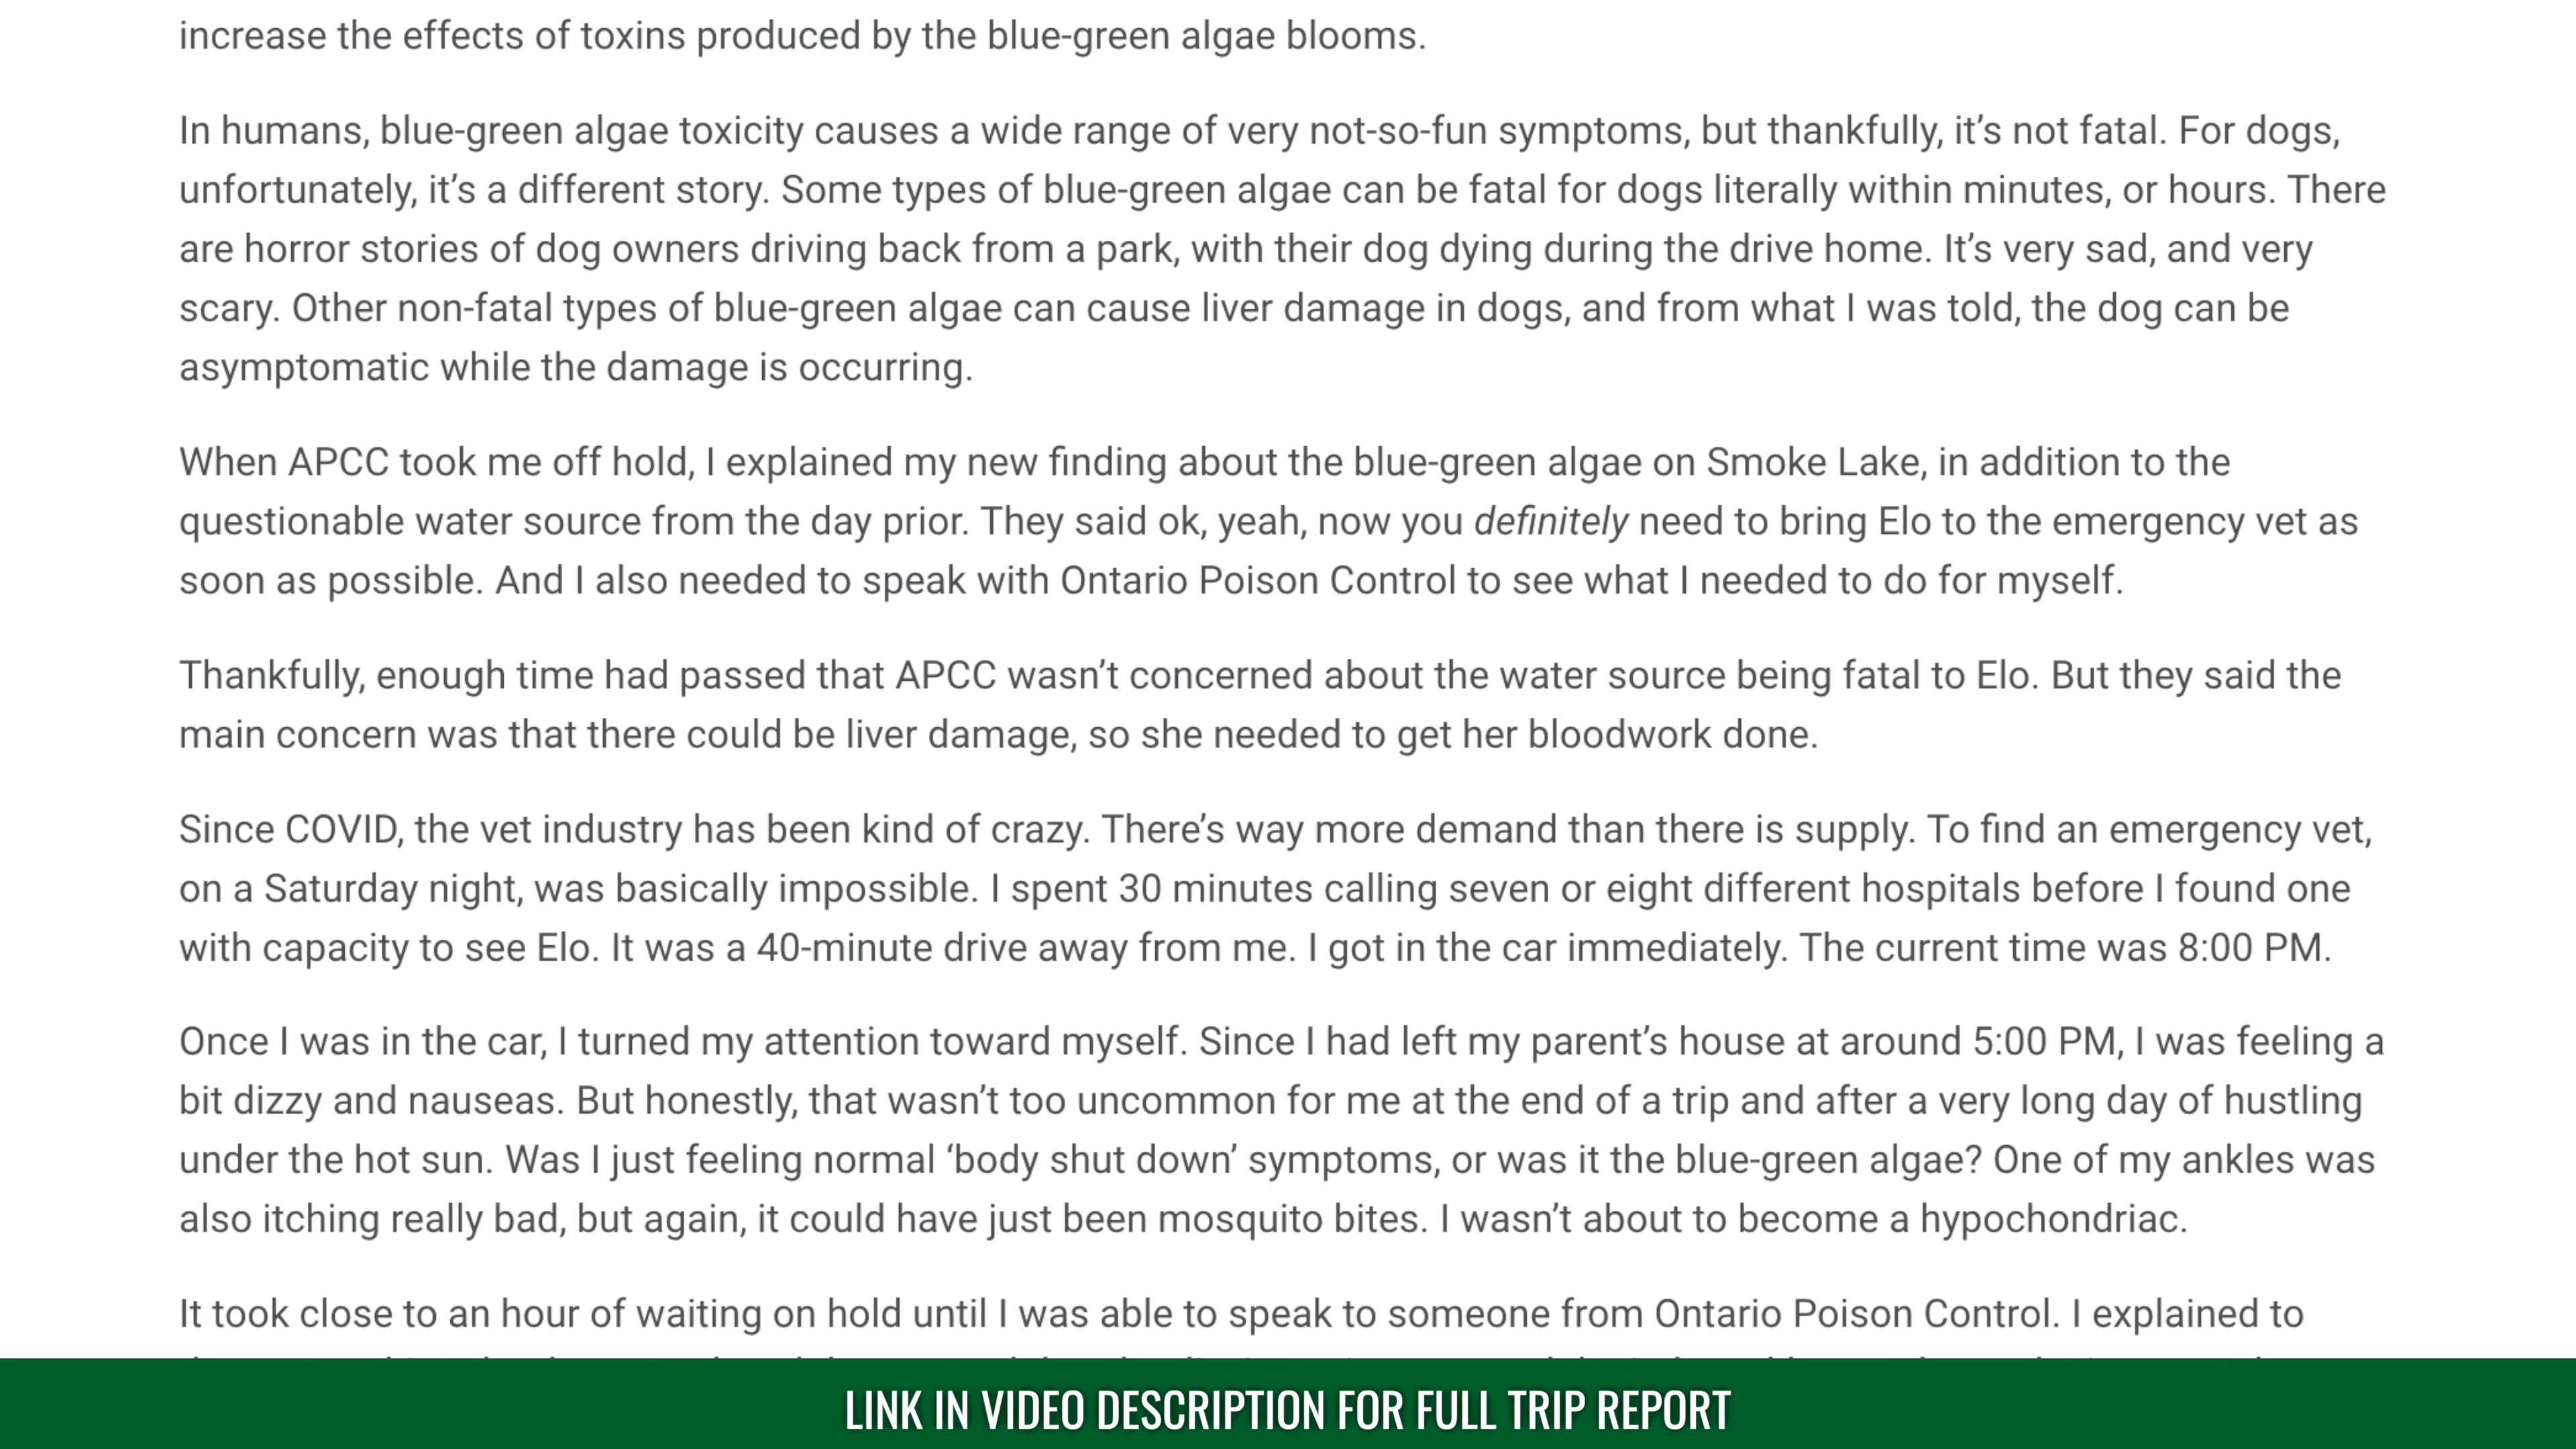 increase the effects of toxins produced by the blue-green algae blooms.
In humans, blue-green algae toxicity causes a wide range of very not-so-fun symptoms, but thankfully, it’s not fatal. For dogs,
unfortunately, it’s a different story. Some types of blue-green algae can be fatal for dogs literally within minutes, or hours. There
are horror stories of dog owners driving back from a park, with their dog dying during the drive home. It’s very sad, and very
scary. Other non-fatal types of blue-green algae can cause liver damage in dogs, and from what I was told, the dog can be
asymptomatic while the damage is occurring.
When APCC took me off hold, I explained my new finding about the blue-green algae on Smoke Lake, in addition to the
questionable water source from the day prior. They said ok, yeah, now you definitely need to bring Elo to the emergency vet as
soon as possible. And I also needed to speak with Ontario Poison Control to see what I needed to do for myself.
Thankfully, enough time had passed that APCC wasn’t concerned about the water source being fatal to Elo. But they said the
main concern was that there could be liver damage, so she needed to get her bloodwork done.
Since COVID, the vet industry has been kind of crazy. There’s way more demand than there is supply. To find an emergency vet,
on a Saturday night, was basically impossible. I spent 30 minutes calling seven or eight different hospitals before I found one
with capacity to see Elo. It was a 40-minute drive away from me. I got in the car immediately. The current time was 8:00 PM.
Once I was in the car, I turned my attention toward myself. Since I had left my parent’s house at around 5:00 PM, I was feeling a
bit dizzy and nauseas. But honestly, that wasn’t too uncommon for me at the end of a trip and after a very long day of hustling
under the hot sun. Was I just feeling normal ‘body shut down’ symptoms, or was it the blue-green algae? One of my ankles was
also itching really bad, but again, it could have just been mosquito bites. I wasn’t about to become a hypochondriac.
It took close to an hour of waiting on hold until I was able to speak to someone from Ontario Poison Control. I explained to
LINK IN VIDEO DESCRIPTION FOR FULL TRIP REPORT